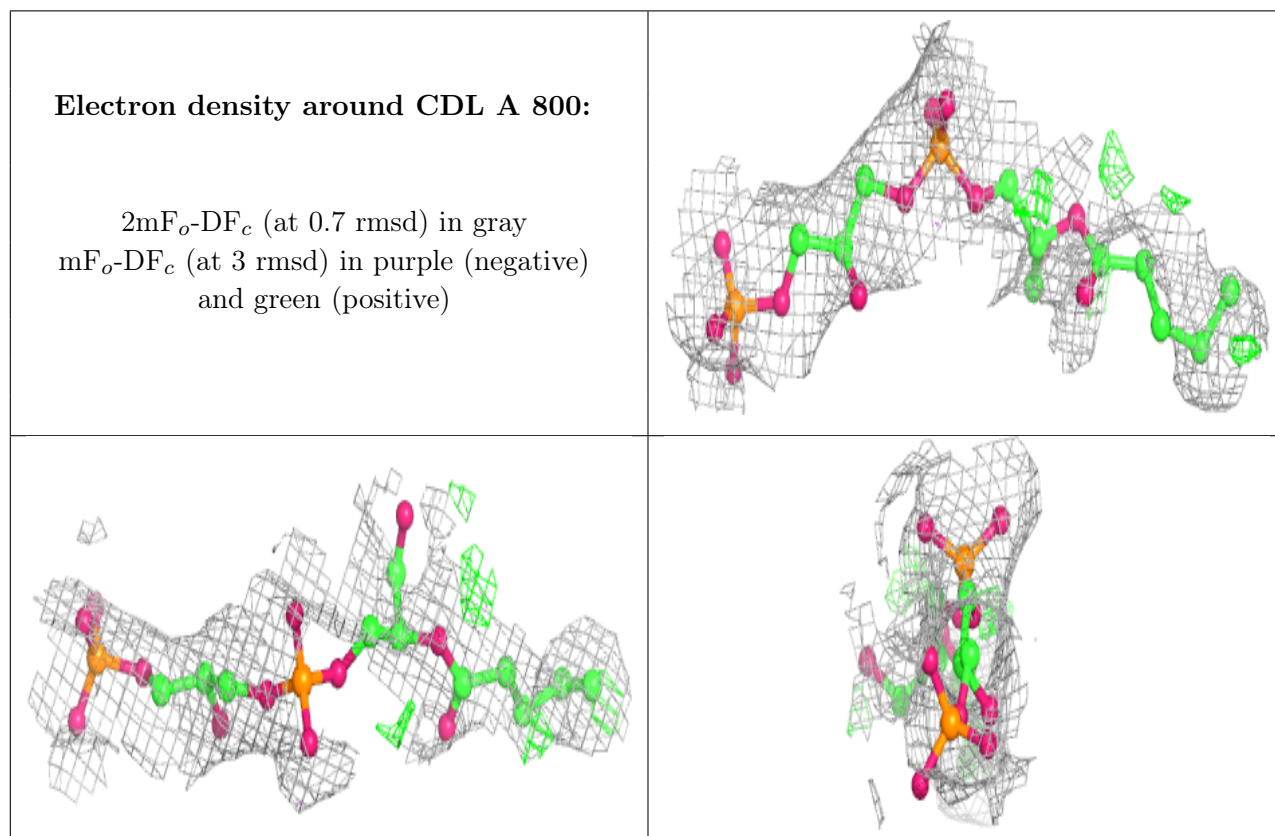 Electron density around CDL A 800:
2mFo-DFc (at 0.7 rmsd) in gray
mFo-DFc (at 3 rmsd) in purple (negative)
and green (positive)